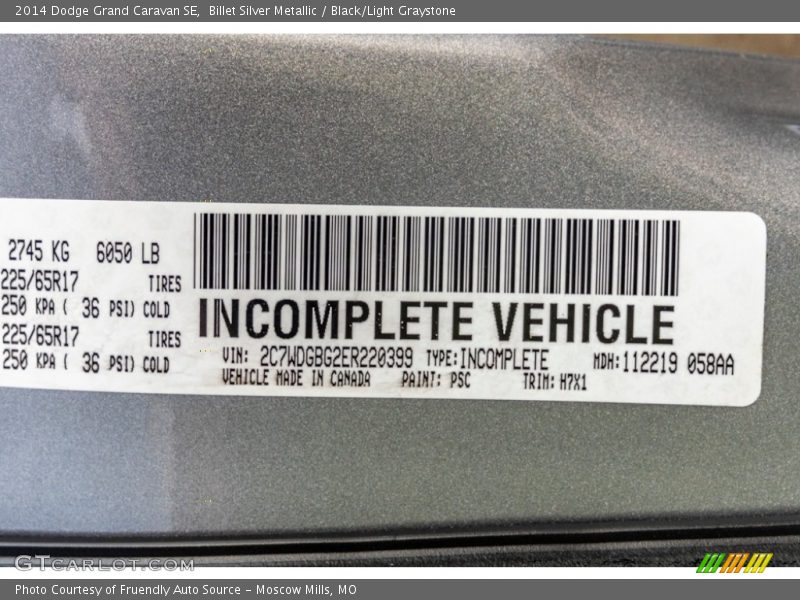 2014 Dodge Grand Caravan SE,  Billet Silver Metallic / Black/Light Graystone
2745 KG 6050 LB
225/65R17 TIRES
250 KPA ( 36 PSI) COLD
225/65R17 TIRES
250 KPA ( 36 PSI) COLD
INCOMPLETE VEHICLE
VIN: 2C7WDGBG2ER220399 TYPE:INCOMPLETE MDH:112219 058AA
VEHICLE MADE IN CANADA PAINT: PSC TRIM: H7X1
GTCARLOT.COM
Photo Courtesy of Fruendly Auto Source - Moscow Mills, MO